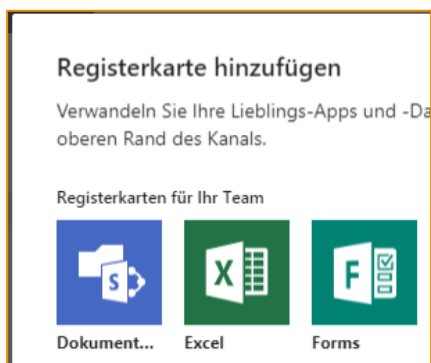 Registerkarte hinzufügen
Verwandeln Sie Ihre Lieblings-Apps und -Da
oberen Rand des Kanals.
Registerkarten für Ihr Team
S X F
Dokument... Excel Forms